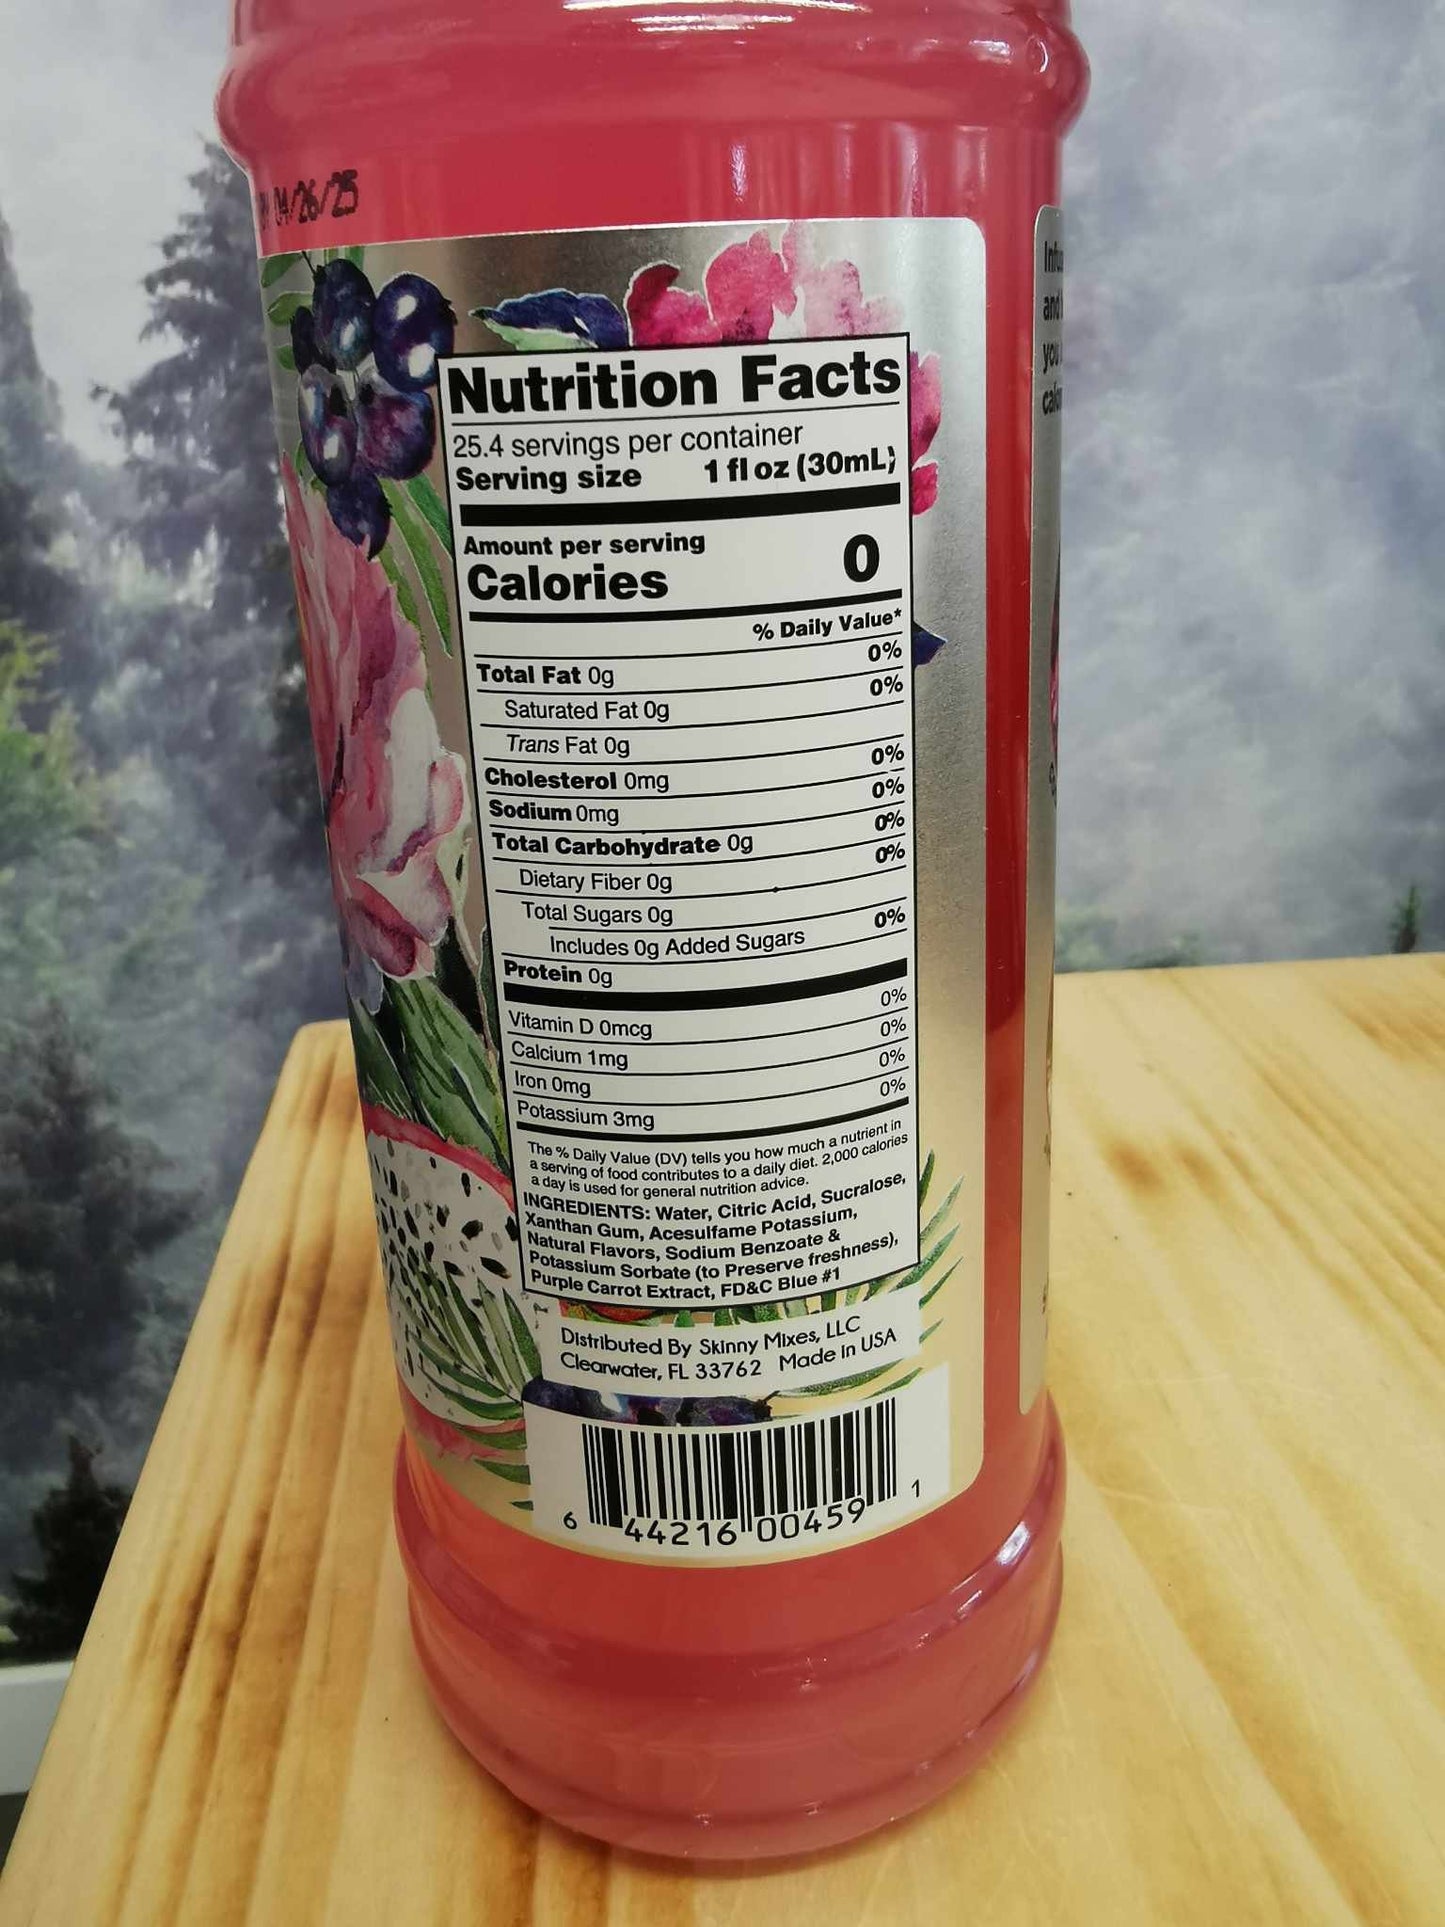 04/26/25
Nutrition Facts
25.4 servings per container
Serving size 1 fl oz (30mL)
Amount per serving
Calories 0
% Daily Value*
Total Fat 0g 0%
Saturated Fat 0g 0%
Trans Fat 0g
Cholesterol 0mg 0%
Sodium 0mg 0%
Total Carbohydrate 0g 0%
Dietary Fiber 0g 0%
Total Sugars 0g
Includes 0g Added Sugars 0%
Protein 0g
Vitamin D 0mcg 0%
Calcium 1mg 0%
Iron 0mg 0%
Potassium 3mg 0%
The % Daily Value (DV) tells you how much a nutrient in
a serving of food contributes to a daily diet. 2,000 calories
a day is used for general nutrition advice.
INGREDIENTS: Water, Citric Acid, Sucralose,
Xanthan Gum, Acesulfame Potassium,
Natural Flavors, Sodium Benzoate &
Potassium Sorbate (to Preserve freshness),
Purple Carrot Extract, FD&C Blue #1
Distributed By Skinny Mixes, LLC
Clearwater, FL 33762 Made in USA
6 44216 00459 1
and